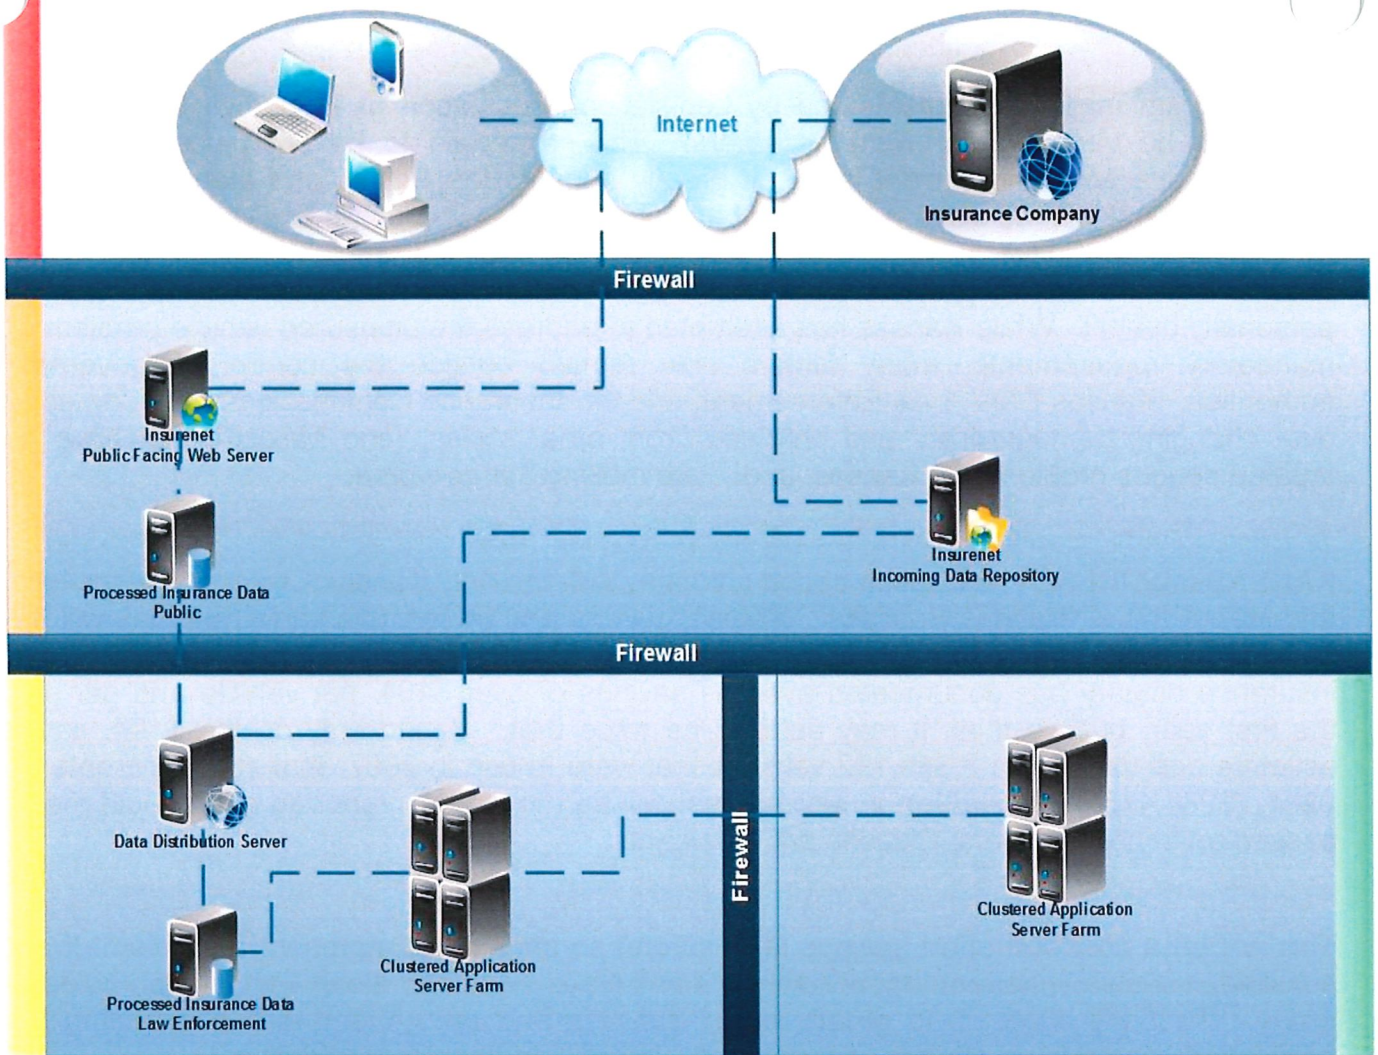 Internet
Insurance Company
Firewall
Insurenet
Public Facing Web Server
Insurenet
Incoming Data Repository
Processed Insurance Data
Public
Firewall
Data Distribution Server
Firewall
Clustered Application
Server Farm
Clustered Application
Server Farm
Processed Insurance Data
Law Enforcement